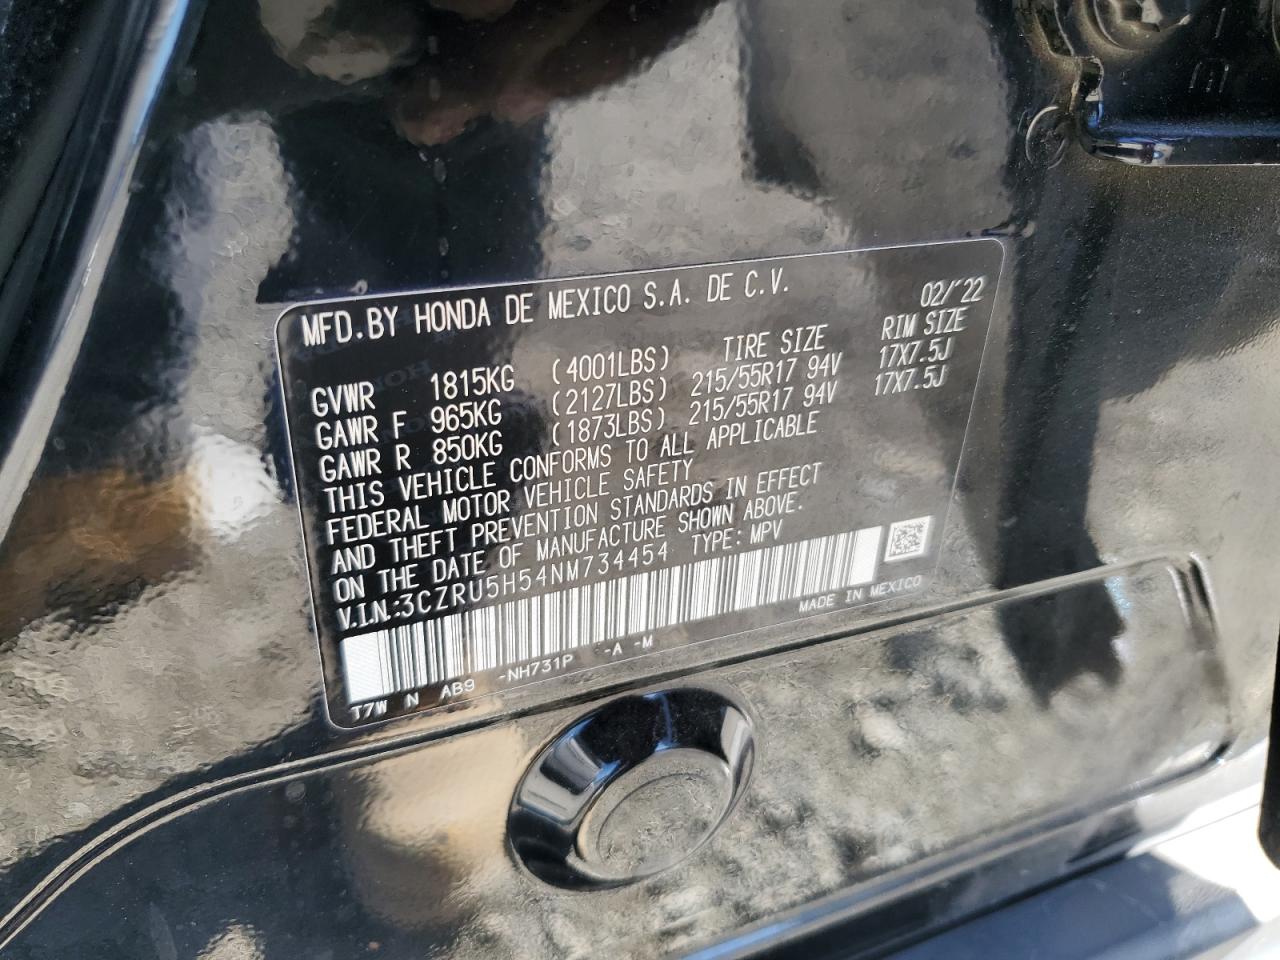 MFD.BY HONDA DE MEXICO S.A. DE C.V. 02/'22
TIRE SIZE RIM SIZE
GVWR 1815KG (4001LBS)
GAWR F 965KG (2127LBS) 215/55R17 94V 17X7.5J
GAWR R 850KG (1873LBS) 215/55R17 94V 17X7.5J
THIS VEHICLE CONFORMS TO ALL APPLICABLE
FEDERAL MOTOR VEHICLE SAFETY
AND THEFT PREVENTION STANDARDS IN EFFECT
ON THE DATE OF MANUFACTURE SHOWN ABOVE.
V.I.N.:3CZRU5H54NM734454 TYPE: MPV
MADE IN MEXICO
T7W N AB9 -NH731P -A -M